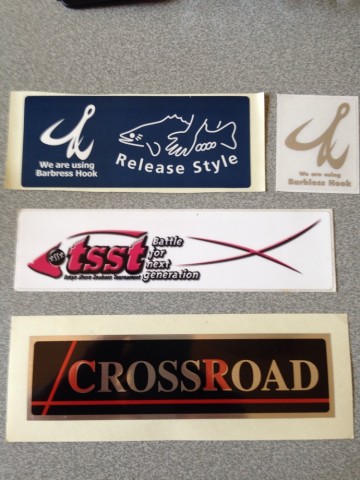 We are using
Barbress Hook
Release Style
We are using
Barbless Hook
tsst
Battle
for
next
generation
CROSSROAD